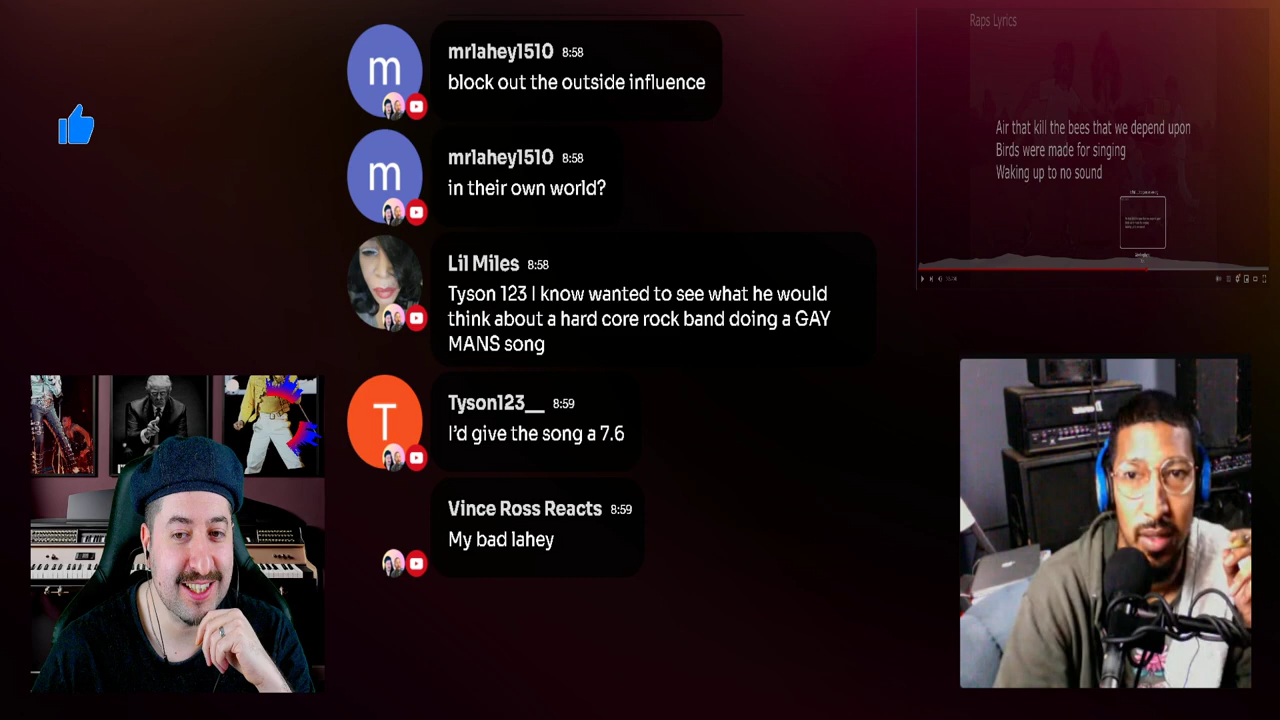 mrlahey1510 8:58
block out the outside influence
mrlahey1510 8:58
in their own world?
Lil Miles 8:58
Tyson 123 I know wanted to see what he would
think about a hard core rock band doing a GAY
MANS song
Tyson123__ 8:59
I'd give the song a 7.6
Vince Ross Reacts 8:59
My bad lahey
Raps Lyrics
Air that kill the bees that we depend upon
Birds were made for singing
Waking up to no sound
m
m
T